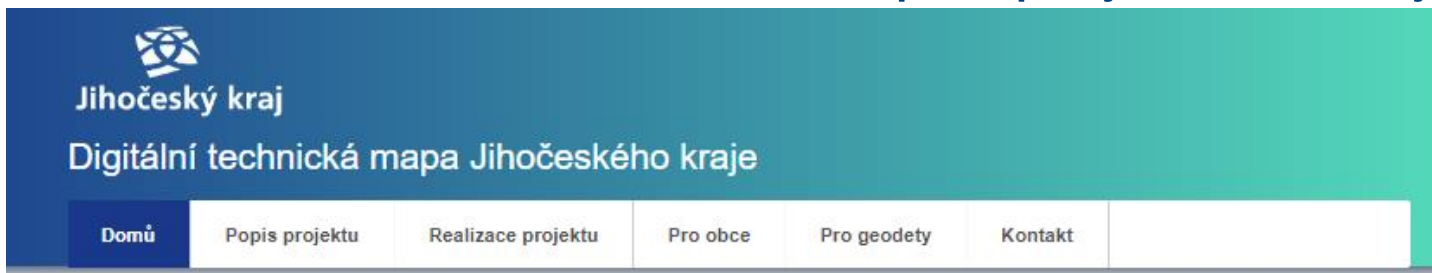 Jihočeský kraj
Digitální technická mapa Jihočeského kraje
Domů Popis projektu Realizace projektu Pro obce Pro geodety Kontakt